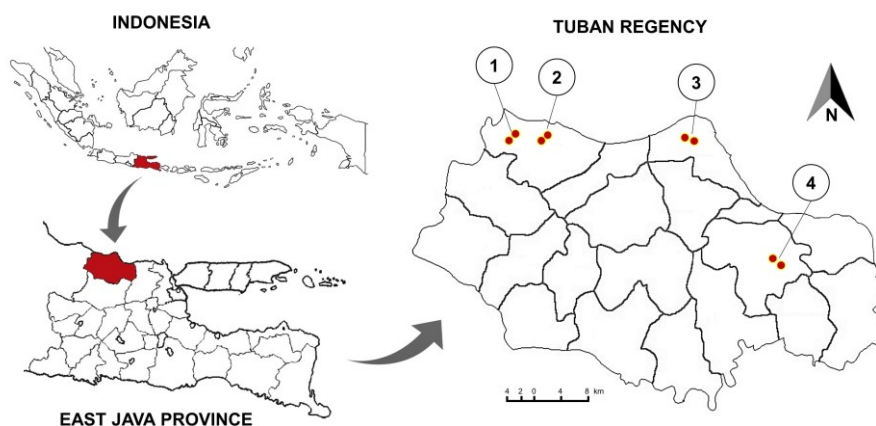 INDONESIA
TUBAN REGENCY
1
2
3
4
N
EAST JAVA PROVINCE
4 2 0 4 8 km